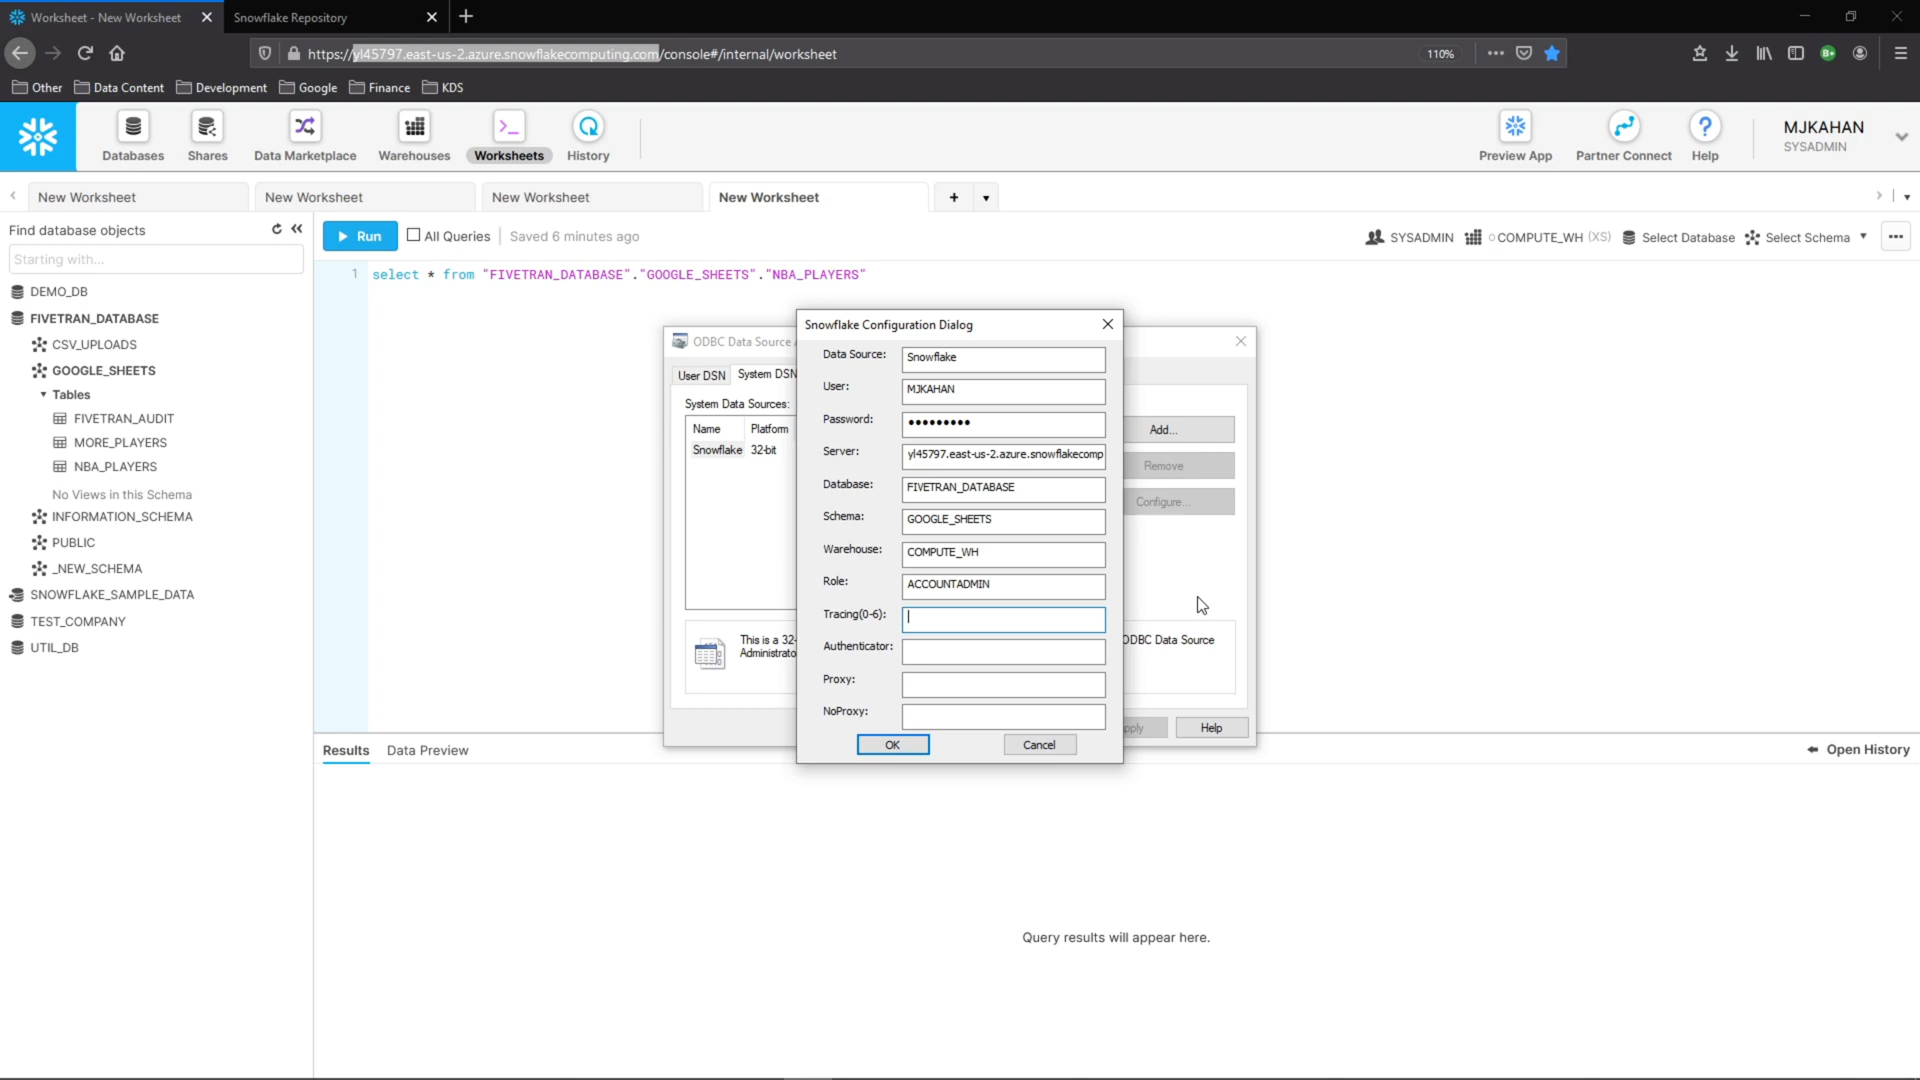 Worksheet - New Worksheet
Snowflake Repository
https://yl45797.east-us-2.azure.snowflakecomputing.com/console#/internal/worksheet
110%
Other
Data Content
Development
Google
Finance
KDS
Databases
Shares
Data Marketplace
Warehouses
Worksheets
History
Preview App
Partner Connect
Help
MJKAHAN
SYSADMIN
New Worksheet
New Worksheet
New Worksheet
New Worksheet
Find database objects
Starting with...
DEMO_DB
FIVETRAN_DATABASE
CSV_UPLOADS
GOOGLE_SHEETS
Tables
FIVETRAN_AUDIT
MORE_PLAYERS
NBA_PLAYERS
No Views in this Schema
INFORMATION_SCHEMA
PUBLIC
_NEW_SCHEMA
SNOWFLAKE_SAMPLE_DATA
TEST_COMPANY
UTIL_DB
Run
All Queries
Saved 6 minutes ago
SYSADMIN
COMPUTE_WH (XS)
Select Database
Select Schema
1 select * from "FIVETRAN_DATABASE"."GOOGLE_SHEETS"."NBA_PLAYERS"
ODBC Data Source
User DSN
System DSN
System Data Sources:
Name Platform
Snowflake 32-bit
This is a 32-
ODBC Data Source
Add...
Remove
Configure...
Help
Snowflake Configuration Dialog
Data Source: Snowflake
User: MJKAHAN
Password: •••••••••
Server: yl45797.east-us-2.azure.snowflakecomp
Database: FIVETRAN_DATABASE
Schema: GOOGLE_SHEETS
Warehouse: COMPUTE_WH
Role: ACCOUNTADMIN
Tracing(0-6):
Authenticator:
Proxy:
NoProxy:
OK
Cancel
Results
Data Preview
Open History
Query results will appear here.